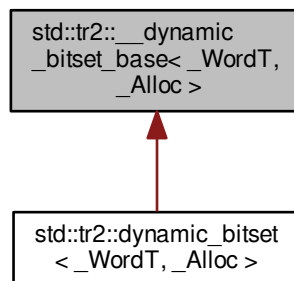 std::tr2::__dynamic
_bitset_base< _WordT,
_Alloc >
std::tr2::dynamic_bitset
< _WordT, _Alloc >